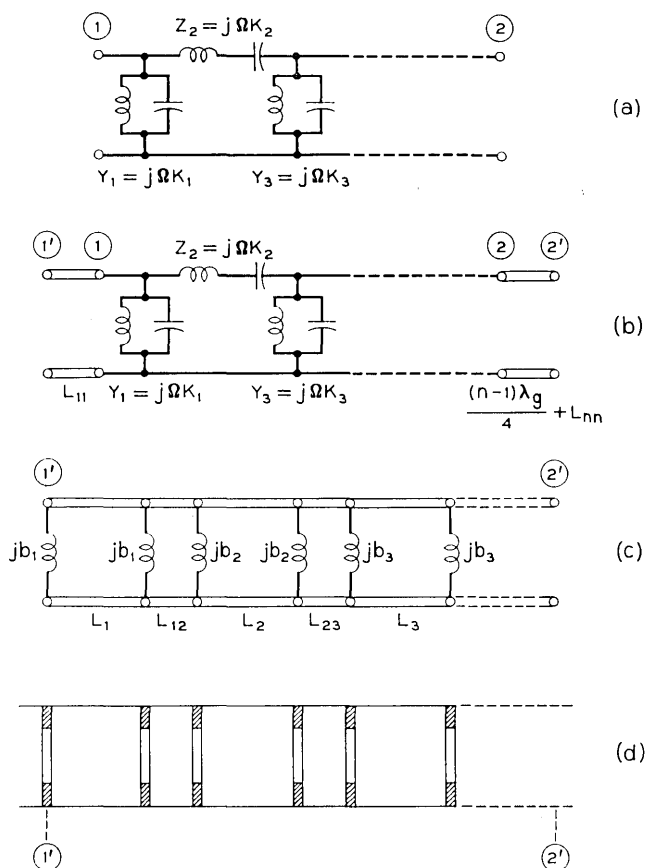 1 Z₂ = jΩK₂ 2
(a)
Y₁ = jΩK₁ Y₃ = jΩK₃
1' 1 Z₂ = jΩK₂ 2 2'
(b)
L₁₁ Y₁ = jΩK₁ Y₃ = jΩK₃ (n-1)λg/4 + Lnn
1' 2'
jb₁ jb₁ jb₂ jb₂ jb₃ jb₃ (c)
L₁ L₁₂ L₂ L₂₃ L₃
(d)
1' 2'